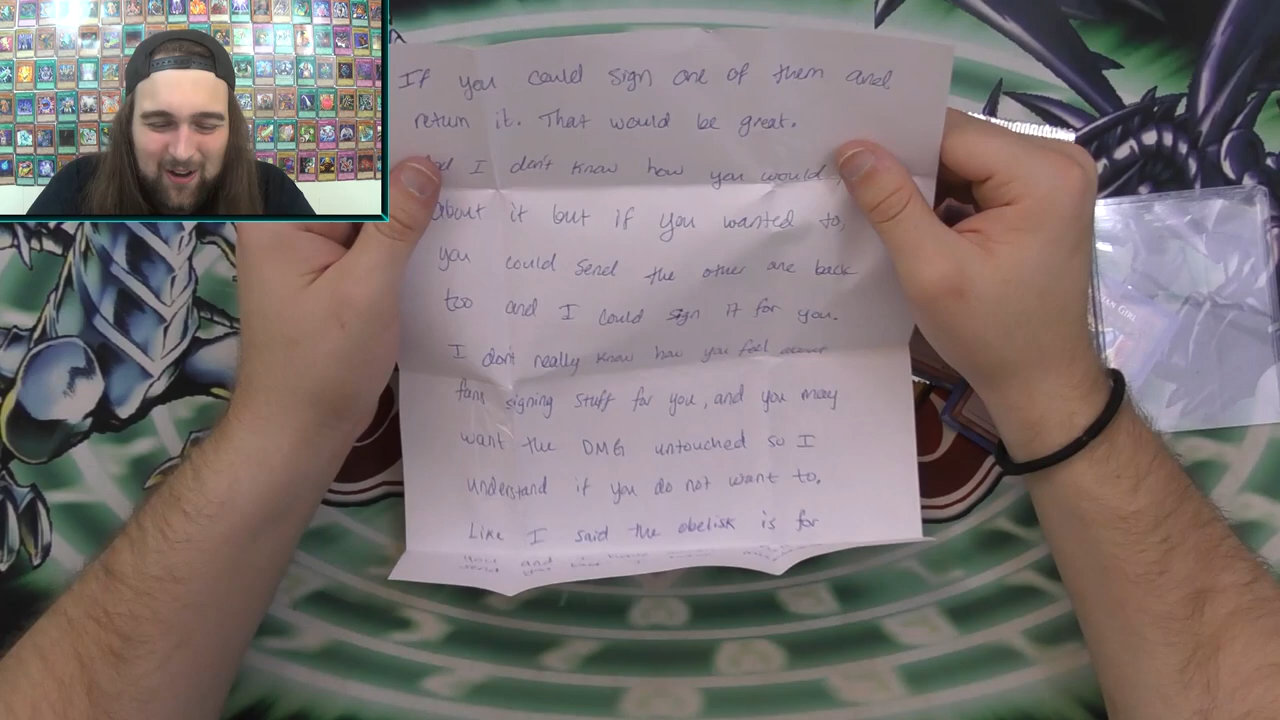 If you could sign one of them and
return it. That would be great.
I don't know how you would
about it but if you wanted to,
you could send the other one back
too and I could sign it for you.
I don't really know how you feel about
fans signing stuff for you, and you may
want the DMG untouched so I
understand if you do not want to.
Like I said the obelisk is for
GIRL